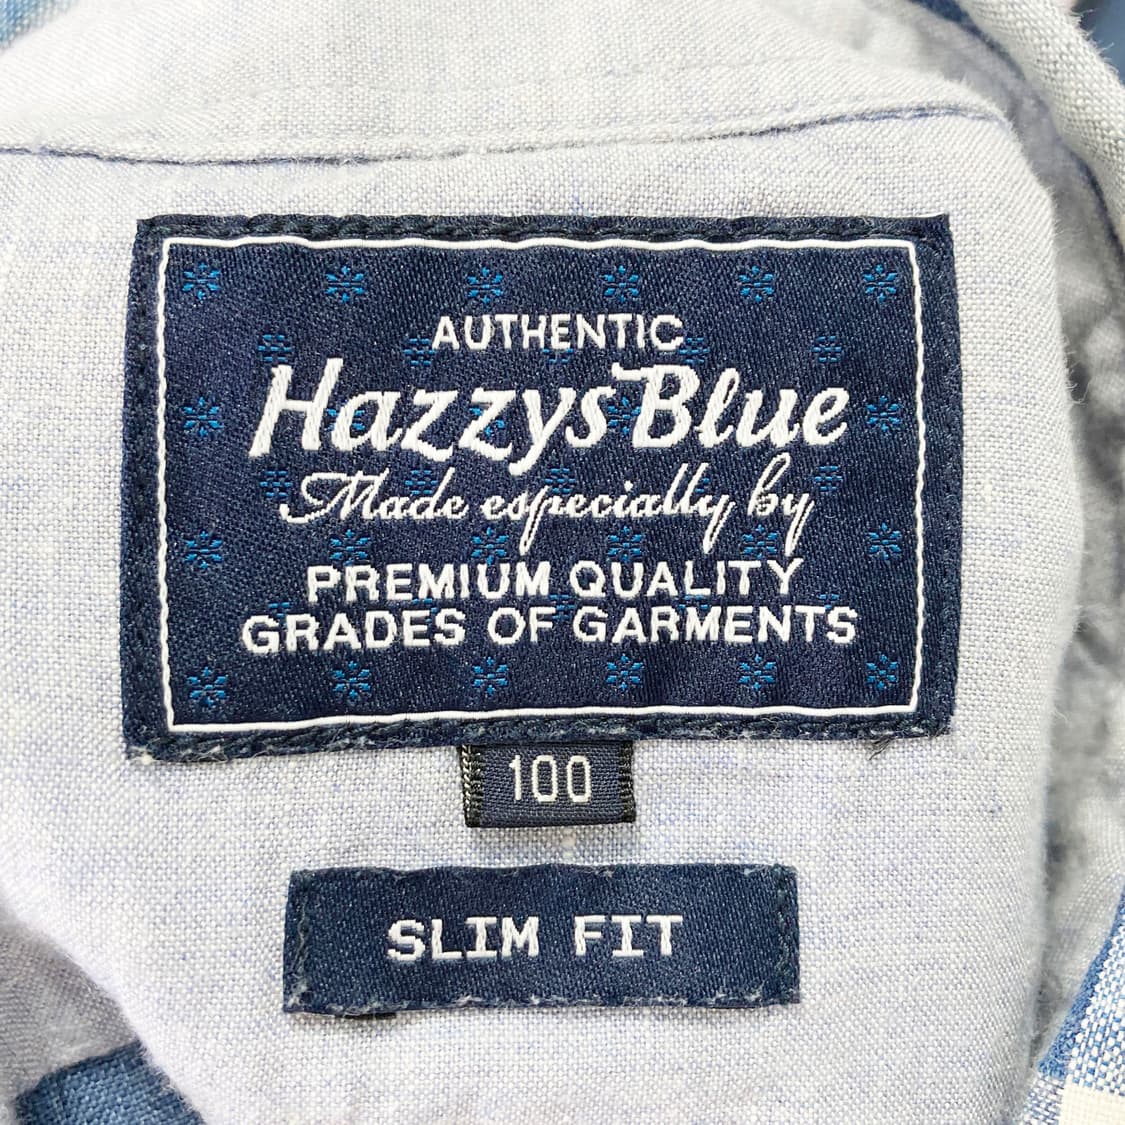 AUTHENTIC
Hazzys Blue
Made especially by
PREMIUM QUALITY
GRADES OF GARMENTS
100
SLIM FIT